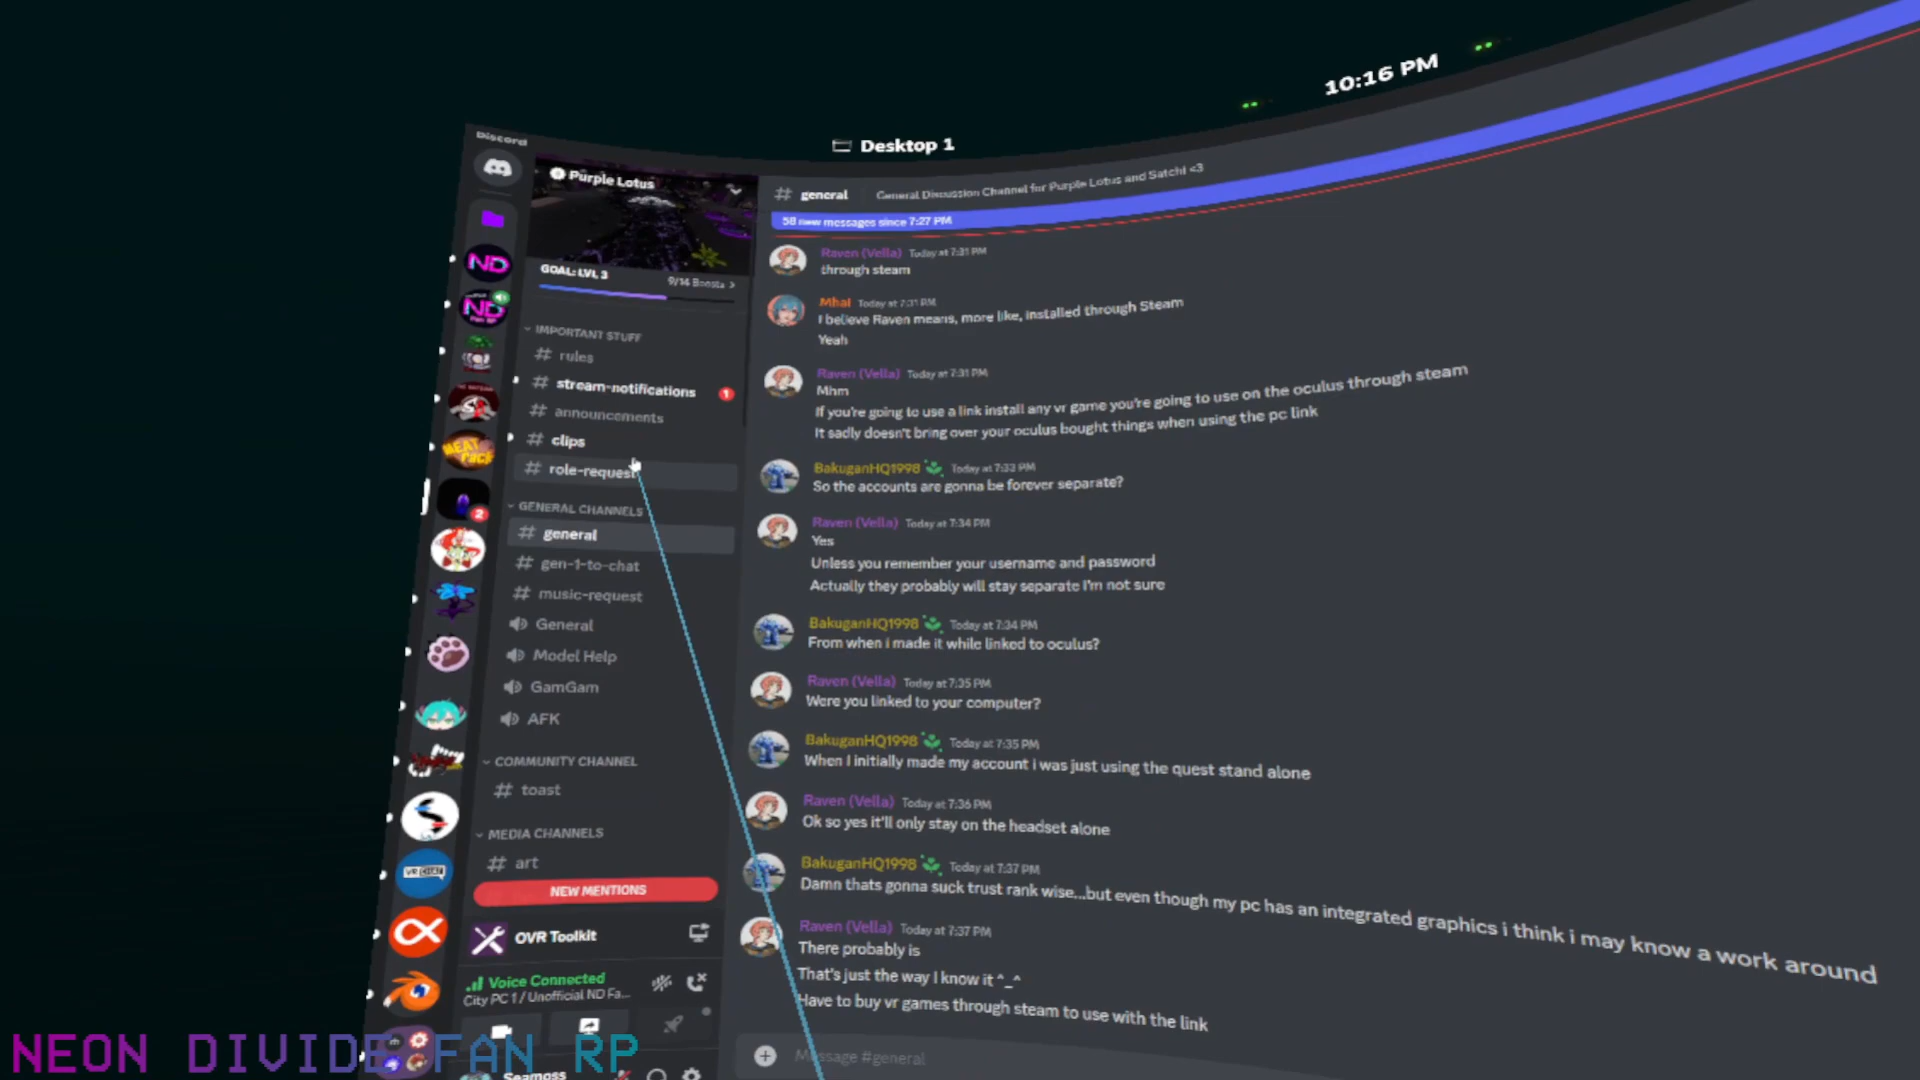 10:16 PM
Desktop 1
Discord
Purple Lotus
GOAL: LVL 3
9/14 Boosts >
IMPORTANT STUFF
# rules
# stream-notifications 1
# announcements
# clips
# role-request
GENERAL CHANNELS
# general
# gen-1-to-chat
# music-request
General
Model Help
GamGam
AFK
COMMUNITY CHANNEL
# toast
MEDIA CHANNELS
# art
NEW MENTIONS
OVR Toolkit
Voice Connected
City PC 1 / Unofficial ND Fa...
Seamoss
ND
ND
MEAT
2
VRCHAT
# general
General Discussion Channel for Purple Lotus and Satchi <3
58 new messages since 7:27 PM
Raven (Vella) Today at 7:31 PM
through steam
Mhai Today at 7:31 PM
I believe Raven means, more like, installed through Steam
Yeah
Raven (Vella) Today at 7:31 PM
Mhm
If you're going to use a link install any vr game you're going to use on the oculus through steam
It sadly doesn't bring over your oculus bought things when using the pc link
BakuganHQ1998 Today at 7:33 PM
So the accounts are gonna be forever separate?
Raven (Vella) Today at 7:34 PM
Yes
Unless you remember your username and password
Actually they probably will stay separate I'm not sure
BakuganHQ1998 Today at 7:34 PM
From when i made it while linked to oculus?
Raven (Vella) Today at 7:35 PM
Were you linked to your computer?
BakuganHQ1998 Today at 7:35 PM
When I initially made my account i was just using the quest stand alone
Raven (Vella) Today at 7:36 PM
Ok so yes it'll only stay on the headset alone
BakuganHQ1998 Today at 7:37 PM
Damn thats gonna suck trust rank wise...but even though my pc has an integrated graphics i think i may know a work around
Raven (Vella) Today at 7:37 PM
There probably is
That's just the way I know it ^_^
Have to buy vr games through steam to use with the link
Message #general
NEON DIVIDE FAN RP